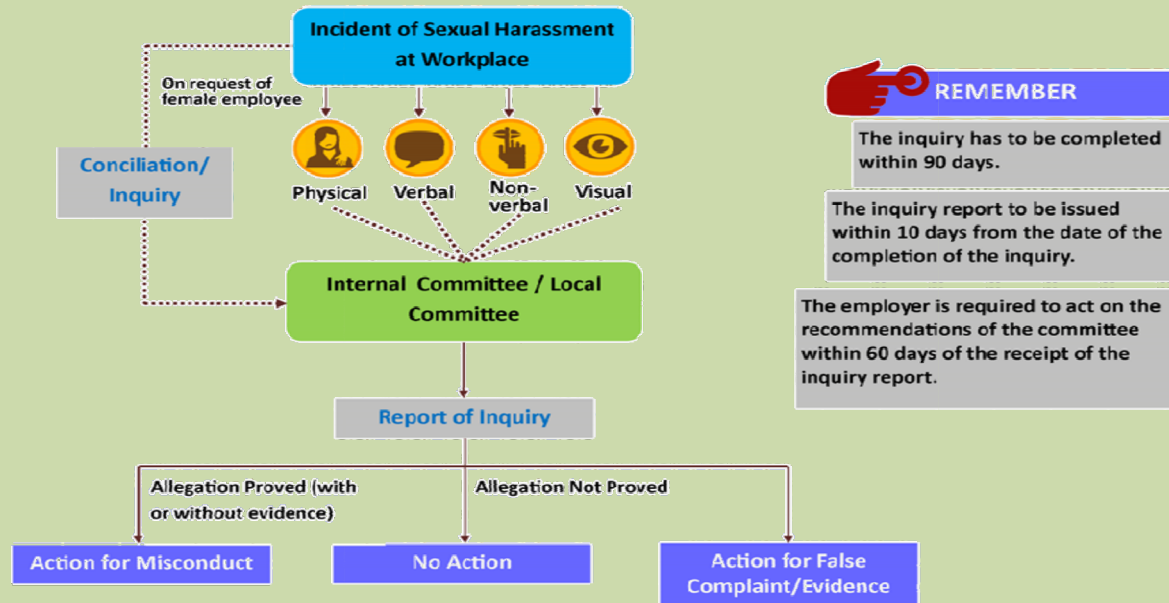 Incident of Sexual Harassment
at Workplace
On request of
female employee
Conciliation/
Inquiry
Physical
Verbal
Non-
verbal
Visual
Internal Committee / Local
Committee
Report of Inquiry
Allegation Proved (with
or without evidence)
Allegation Not Proved
Action for Misconduct
No Action
Action for False
Complaint/Evidence
REMEMBER
The inquiry has to be completed
within 90 days.
The inquiry report to be issued
within 10 days from the date of the
completion of the inquiry.
The employer is required to act on the
recommendations of the committee
within 60 days of the receipt of the
inquiry report.